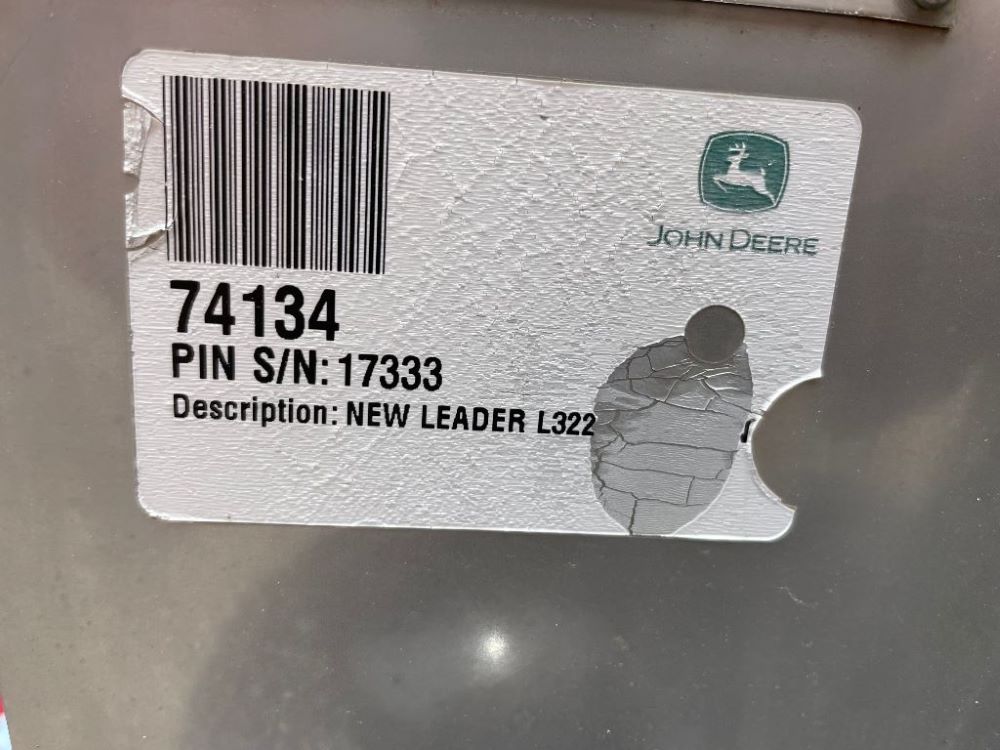 JOHN DEERE
74134
PIN S/N: 17333
Description: NEW LEADER L322